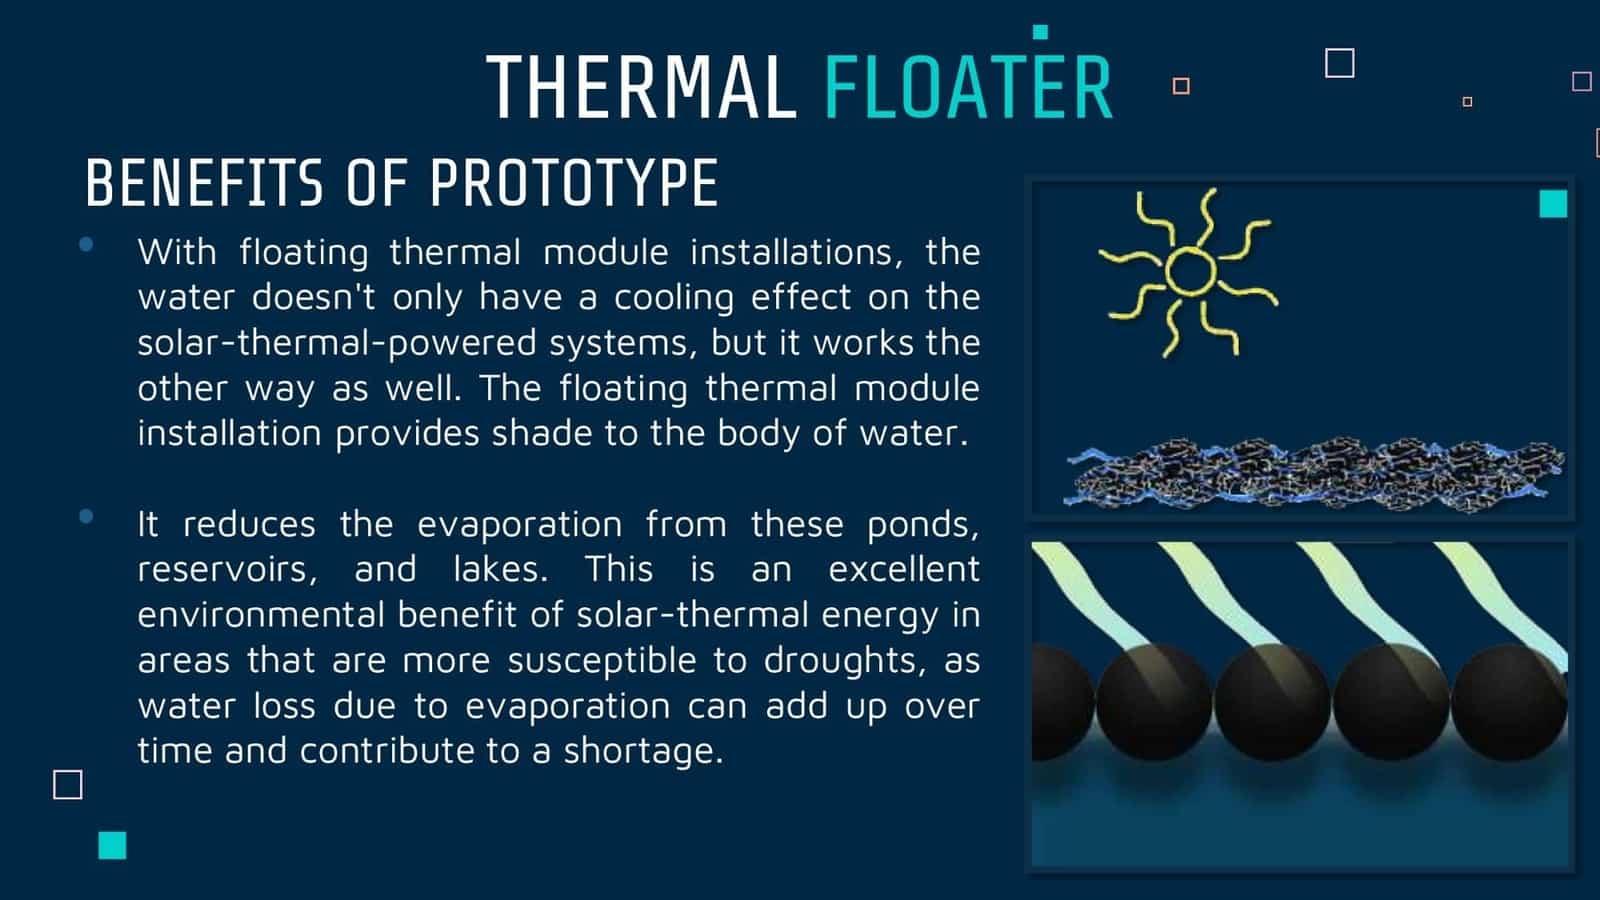 THERMAL FLOATER
BENEFITS OF PROTOTYPE
With floating thermal module installations, the
water doesn't only have a cooling effect on the
solar-thermal-powered systems, but it works the
other way as well. The floating thermal module
installation provides shade to the body of water.
It reduces the evaporation from these ponds,
reservoirs, and lakes. This is an excellent
environmental benefit of solar-thermal energy in
areas that are more susceptible to droughts, as
water loss due to evaporation can add up over
time and contribute to a shortage.